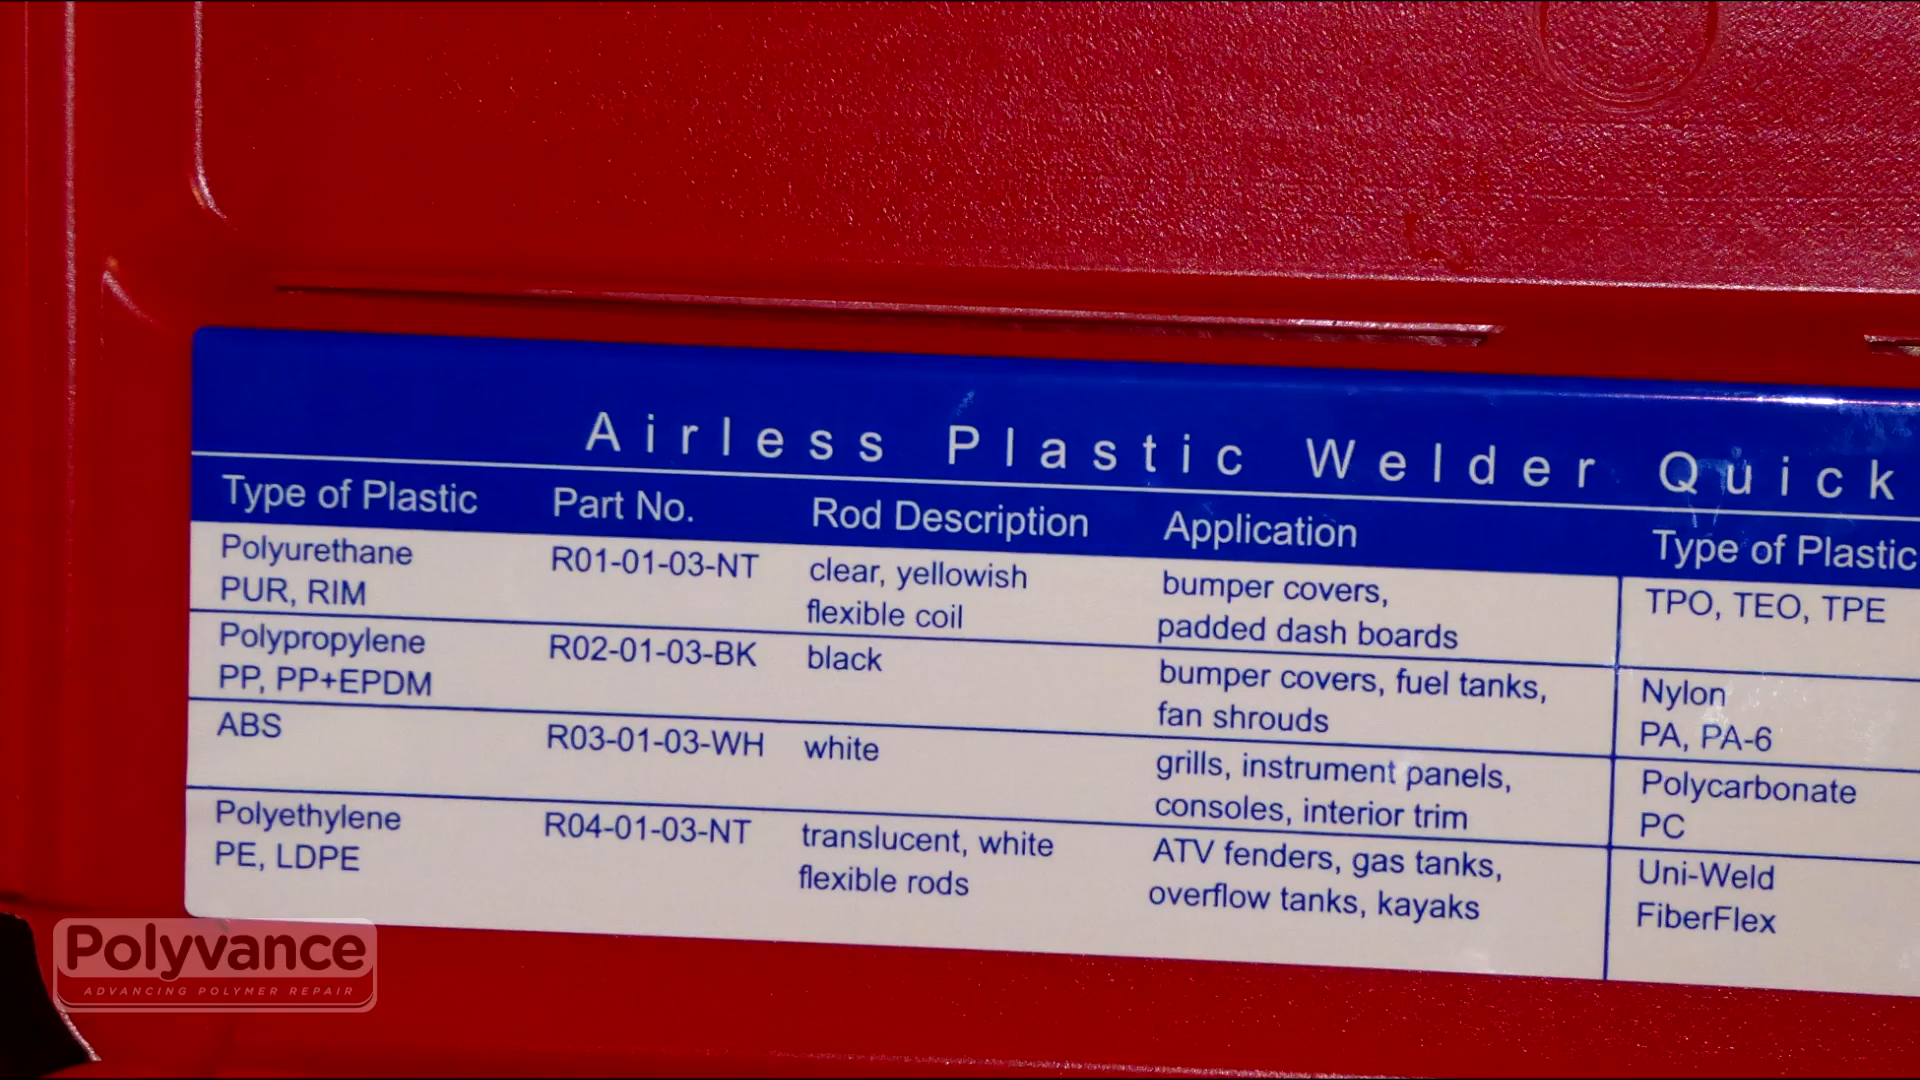 Airless Plastic Welder Quick
Type of Plastic Part No. Rod Description Application Type of Plastic
Polyurethane R01-01-03-NT clear, yellowish bumper covers, TPO, TEO, TPE
PUR, RIM flexible coil padded dash boards
Polypropylene R02-01-03-BK black bumper covers, fuel tanks, Nylon
PP, PP+EPDM fan shrouds PA, PA-6
ABS R03-01-03-WH white grills, instrument panels, Polycarbonate
consoles, interior trim PC
Polyethylene R04-01-03-NT translucent, white ATV fenders, gas tanks, Uni-Weld
PE, LDPE flexible rods overflow tanks, kayaks FiberFlex
Polyvance
ADVANCING POLYMER REPAIR